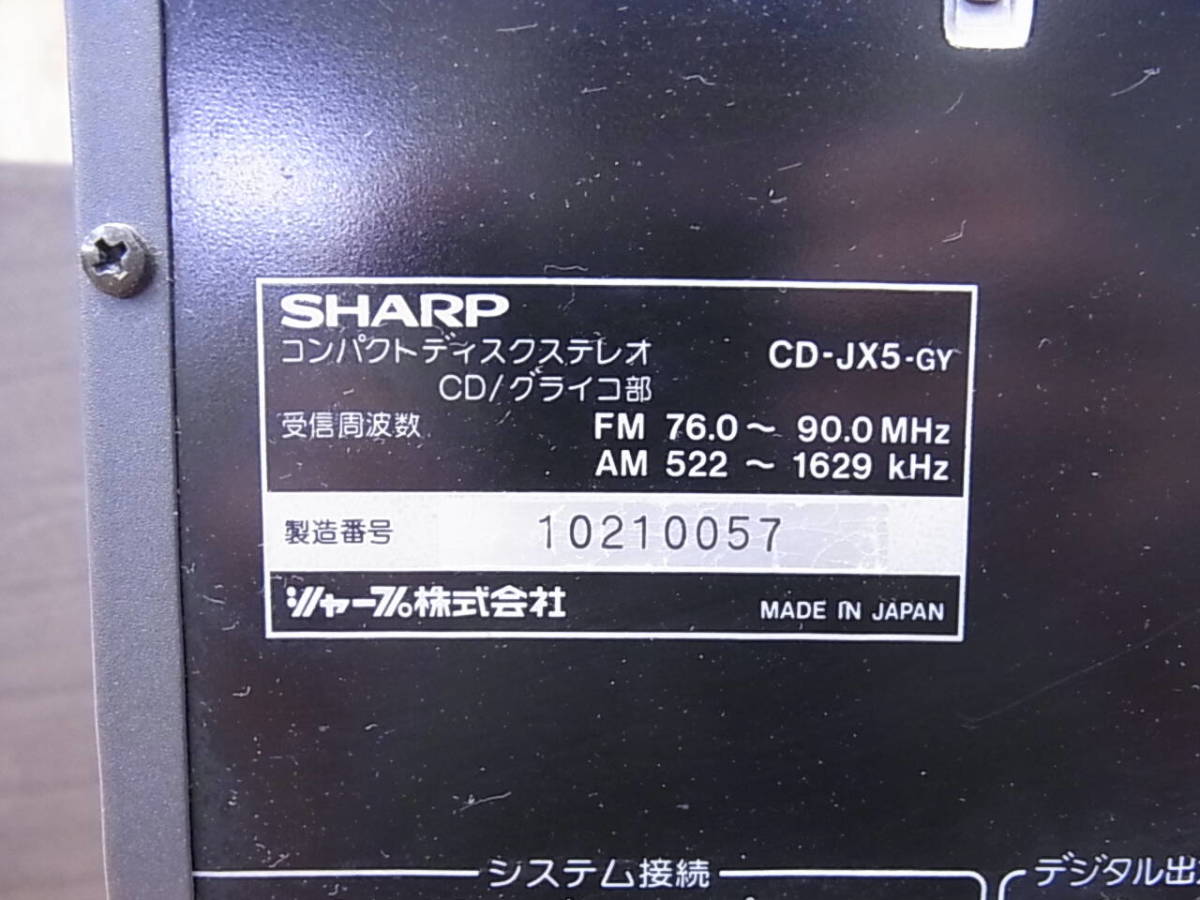 SHARP
コンパクトディスクステレオ CD-JX5-GY
CD/グライコ部
受信周波数 FM 76.0～ 90.0MHz
AM 522 ～ 1629 kHz
製造番号 10210057
シャープ株式会社 MADE IN JAPAN
システム接続 デジタル出